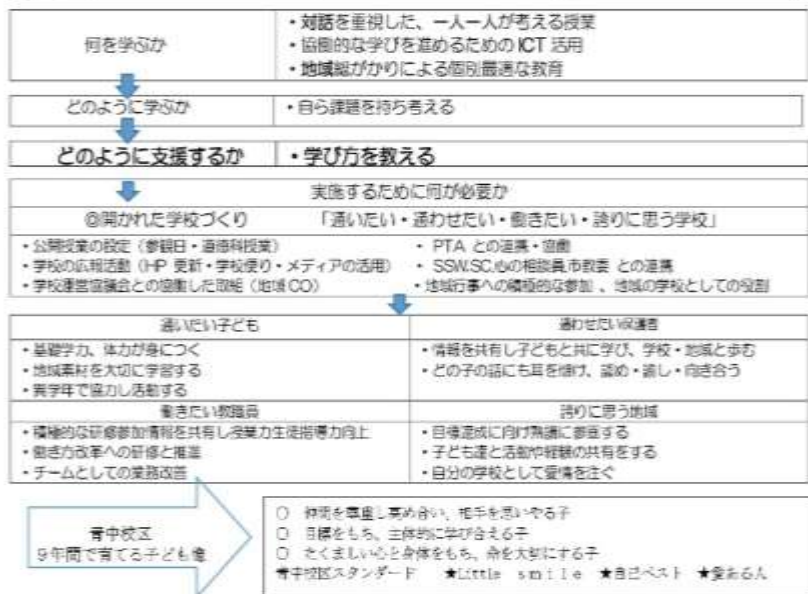 何を学ぶか
・対話を重視した、一人一人が考える授業
・協働的な学びを進めるための ICT 活用
・地域総がかりによる個別最適な教育
どのように学ぶか
・自ら課題を持ち考える
どのように支援するか
・学び方を教える
実施するために何が必要か
◎開かれた学校づくり 「通いたい・通わせたい・働きたい・誇りに思う学校」
・公開授業の設定（参観日・道徳科授業）
・PTA との連携・協働
・学校の広報活動（HP 更新・学校便り・メディアの活用）
・SSW.SC.心の相談員.市教委 との連携
・学校運営協議会との協働した取組（地域 CO）
・地域行事への積極的な参加 、地域の学校としての役割
通いたい子ども
・基礎学力、体力が身につく
・地域素材を大切に学習する
・異学年で協力し活動する
通わせたい保護者
・情報を共有し子どもと共に学び、学校・地域と歩む
・どの子の話にも耳を傾け、認め・諭し・向き合う
働きたい教職員
・積極的な研修参加情報を共有し授業力生徒指導力向上
・働き方改革への研修と推進
・チームとしての業務改善
誇りに思う地域
・目標達成に向け熟議に参画する
・子ども達と活動や経験の共有をする
・自分の学校として愛情を注ぐ
青中校区
９年間で育てる子ども像
○ 仲間を尊重し高め合い、相手を思いやる子
○ 目標をもち、主体的に学び合える子
○ たくましい心と身体をもち、命を大切にする子
青中校区スタンダード ★Little smile ★自己ベスト ★愛ある人